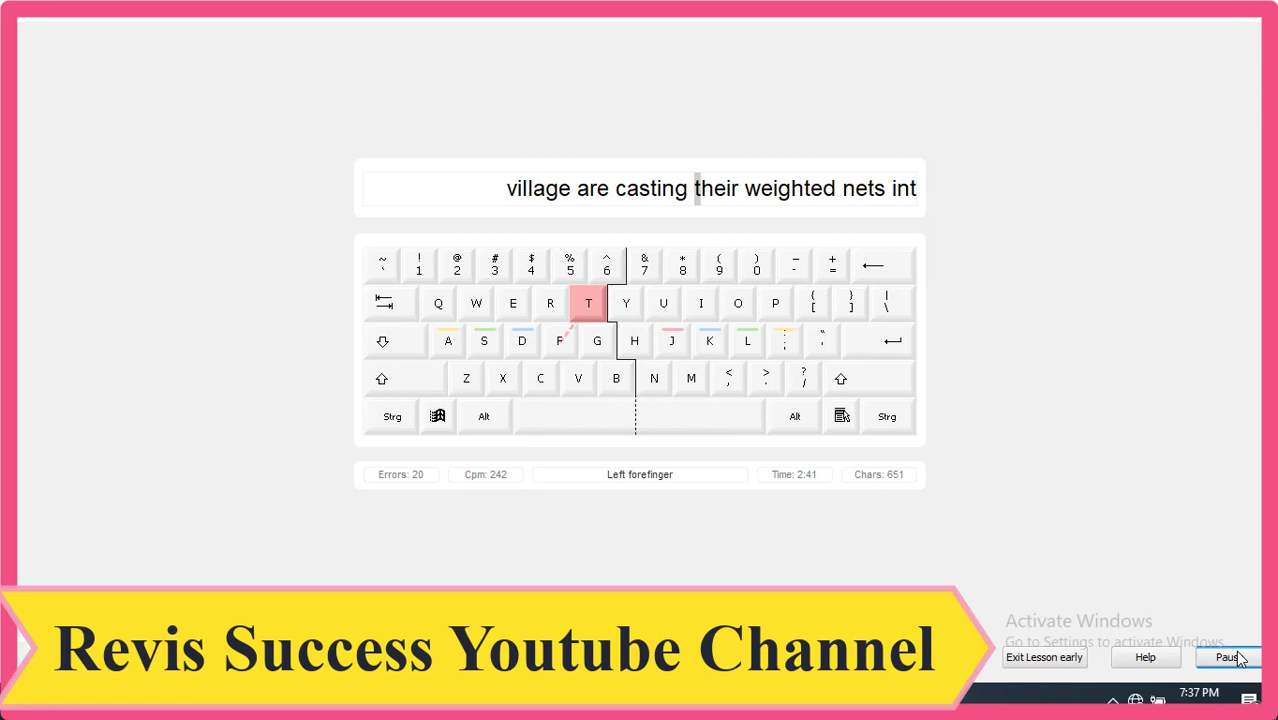 village are casting their weighted nets int
~ ! @ # $ % ^ & * ( ) _ +
` 1 2 3 4 5 6 7 8 9 0 - = ←
Q W E R T Y U I O P { [ } ] | \
A S D F G H J K L : ;
Z X C V B N M < , > . ? /
Strg Alt Alt Strg
Errors: 20 Cpm: 242 Left forefinger Time: 2:41 Chars: 651
Activate Windows
Go to Settings to activate Windows.
Exit Lesson early Help Paus
Revis Success Youtube Channel
7:37 PM